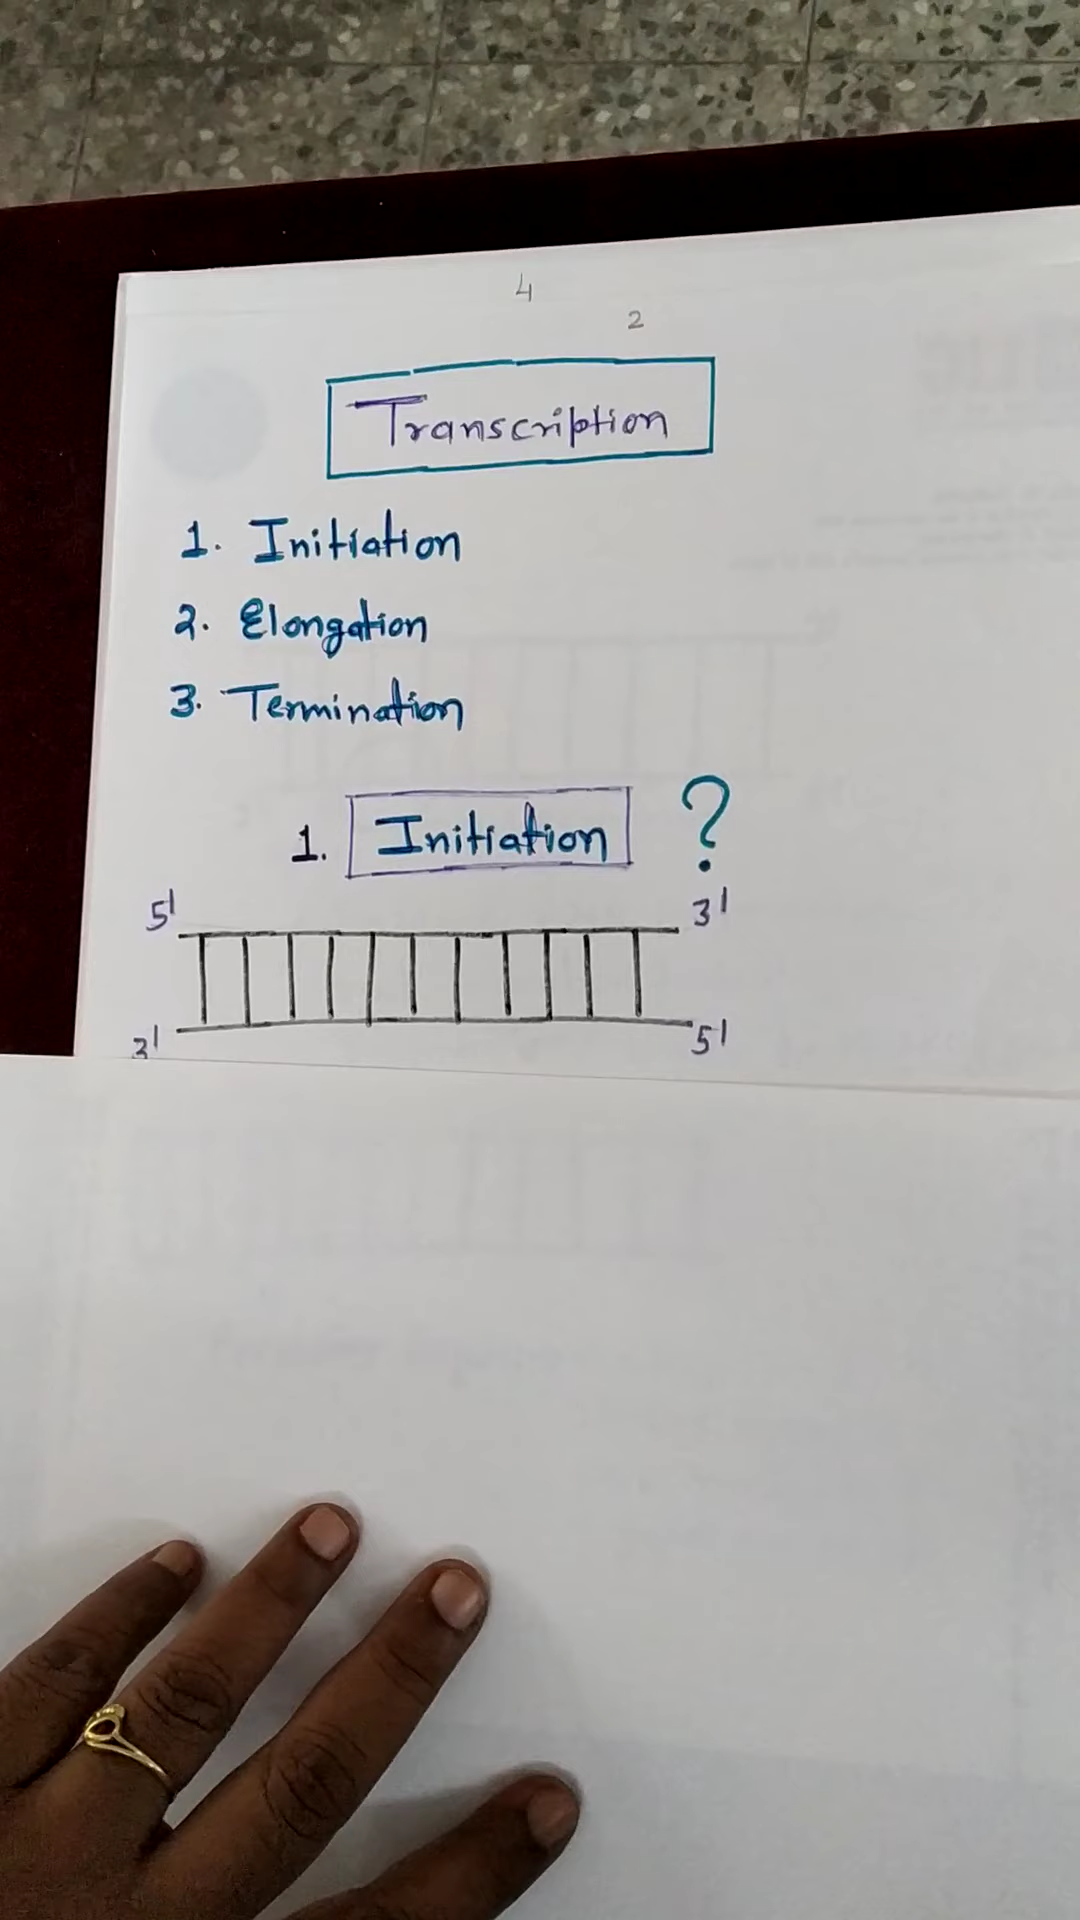 4
2
Transcription
1. Initiation
2. Elongation
3. Termination
1. Initiation ?
5' 3'
3' 5'